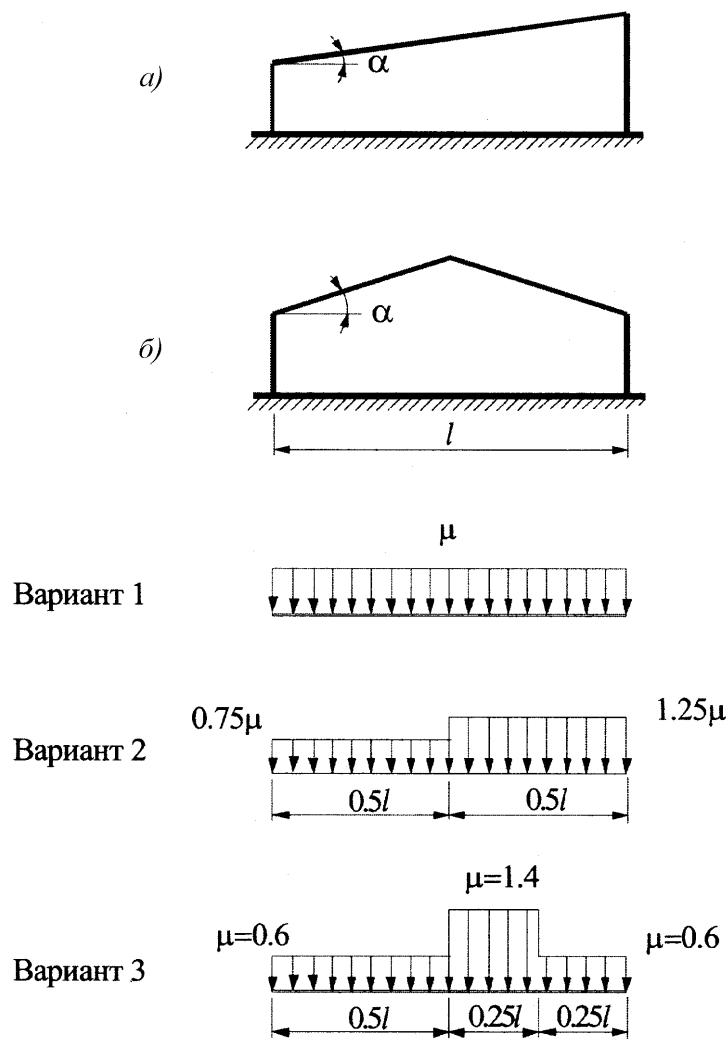 а)
α
б)
α
l
μ
Вариант 1
0.75μ
1.25μ
Вариант 2
0.5l
0.5l
μ=1.4
μ=0.6
μ=0.6
Вариант 3
0.5l
0.25l
0.25l